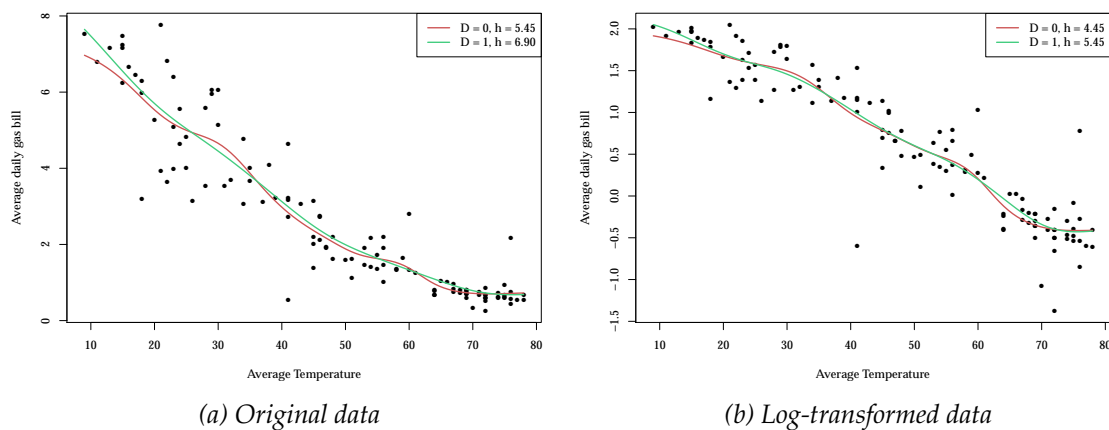 D = 0, h = 5.45
D = 1, h = 6.90
Average daily gas bill
8
6
4
2
0
10 20 30 40 50 60 70 80
Average Temperature
(a) Original data
D = 0, h = 4.45
D = 1, h = 5.45
Average daily gas bill
2.0
1.5
1.0
0.5
0.0
−0.5
−1.0
−1.5
10 20 30 40 50 60 70 80
Average Temperature
(b) Log-transformed data